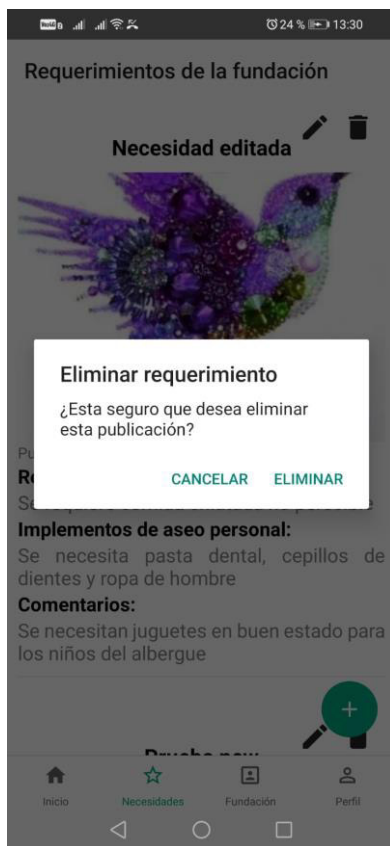 24 % 13:30
Requerimientos de la fundación
Necesidad editada
Eliminar requerimiento
¿Esta seguro que desea eliminar
esta publicación?
CANCELAR ELIMINAR
Implementos de aseo personal:
Se necesita pasta dental, cepillos de
dientes y ropa de hombre
Comentarios:
Se necesitan juguetes en buen estado para
los niños del albergue
+
Inicio Necesidades Fundación Perfil